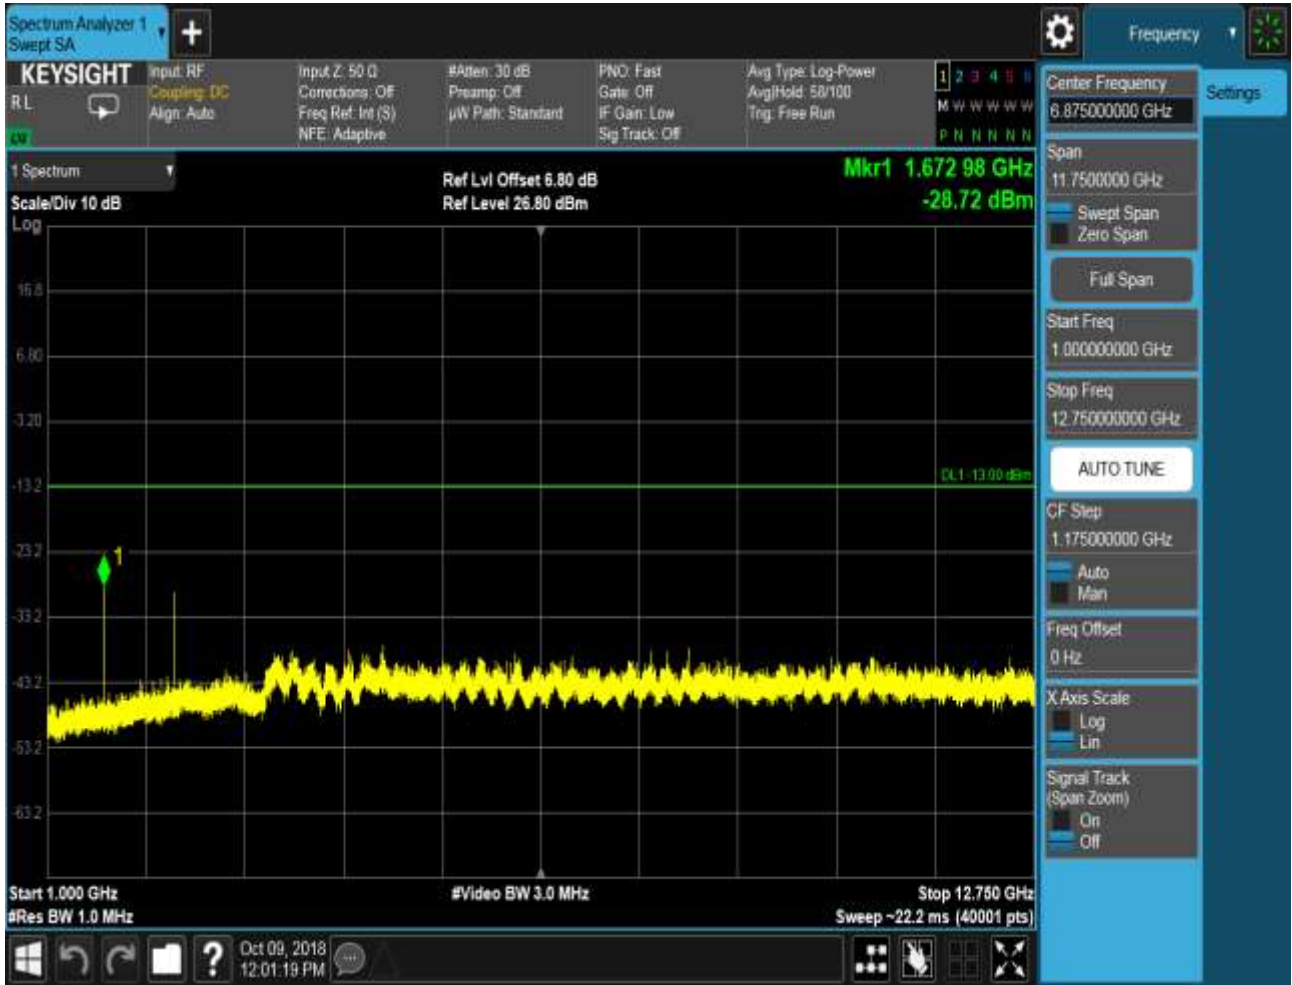 Spectrum Analyzer 1
Swept SA
Frequency
KEYSIGHT
RL
LXI
Input: RF
Coupling: DC
Align: Auto
Input Z: 50 Ω
Corrections: Off
Freq Ref: Int (S)
NFE: Adaptive
#Atten: 30 dB
Preamp: Off
µW Path: Standard
PNO: Fast
Gate: Off
IF Gain: Low
Sig Track: Off
Avg Type: Log-Power
Avg|Hold: 58/100
Trig: Free Run
1 2 3 4 5 6
M W W W W W
P N N N N N
1 Spectrum
Scale/Div 10 dB
Log
Ref Lvl Offset 6.80 dB
Ref Level 26.80 dBm
Mkr1 1.672 98 GHz
-28.72 dBm
16.8
6.80
-3.20
-13.2
-23.2
-33.2
-43.2
-53.2
-63.2
DL1 -13.00 dBm
1
Start 1.000 GHz
#Res BW 1.0 MHz
#Video BW 3.0 MHz
Stop 12.750 GHz
Sweep ~22.2 ms (40001 pts)
Oct 09, 2018
12:01:19 PM
Center Frequency
6.875000000 GHz
Settings
Span
11.7500000 GHz
Swept Span
Zero Span
Full Span
Start Freq
1.000000000 GHz
Stop Freq
12.750000000 GHz
AUTO TUNE
CF Step
1.175000000 GHz
Auto
Man
Freq Offset
0 Hz
X Axis Scale
Log
Lin
Signal Track
(Span Zoom)
On
Off